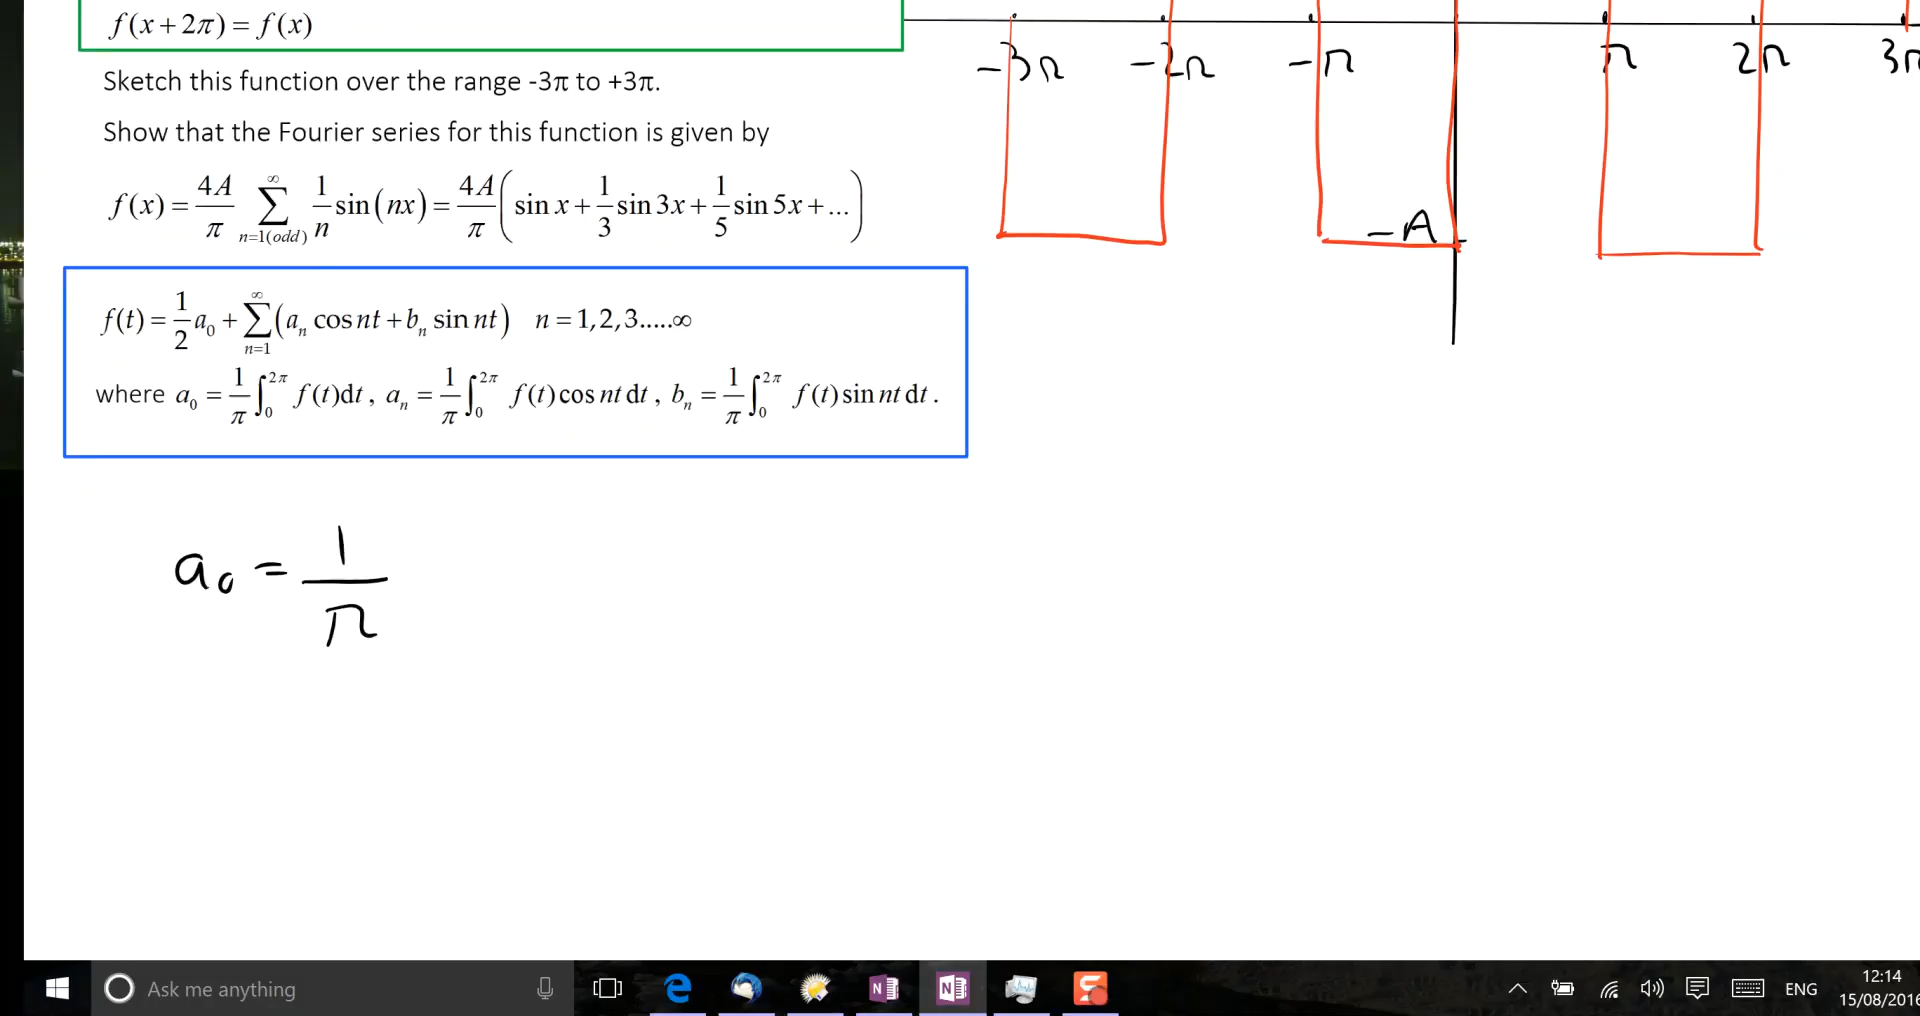 f(x+2π) = f(x)
Sketch this function over the range -3π to +3π.
Show that the Fourier series for this function is given by
f(x) = 4A/π ∑_{n=1(odd)}^{∞} 1/n sin(nx) = 4A/π (sin x + 1/3 sin 3x + 1/5 sin 5x + ...)
f(t) = 1/2 a₀ + ∑_{n=1}^{∞} (aₙ cos nt + bₙ sin nt) n = 1,2,3.....∞
where a₀ = 1/π ∫₀^{2π} f(t)dt, aₙ = 1/π ∫₀^{2π} f(t) cos nt dt, bₙ = 1/π ∫₀^{2π} f(t) sin nt dt.
-3π -2π -π π 2π
-A
a₀ = 1/π
Ask me anything
N N S
ENG
12:14
15/08/2016